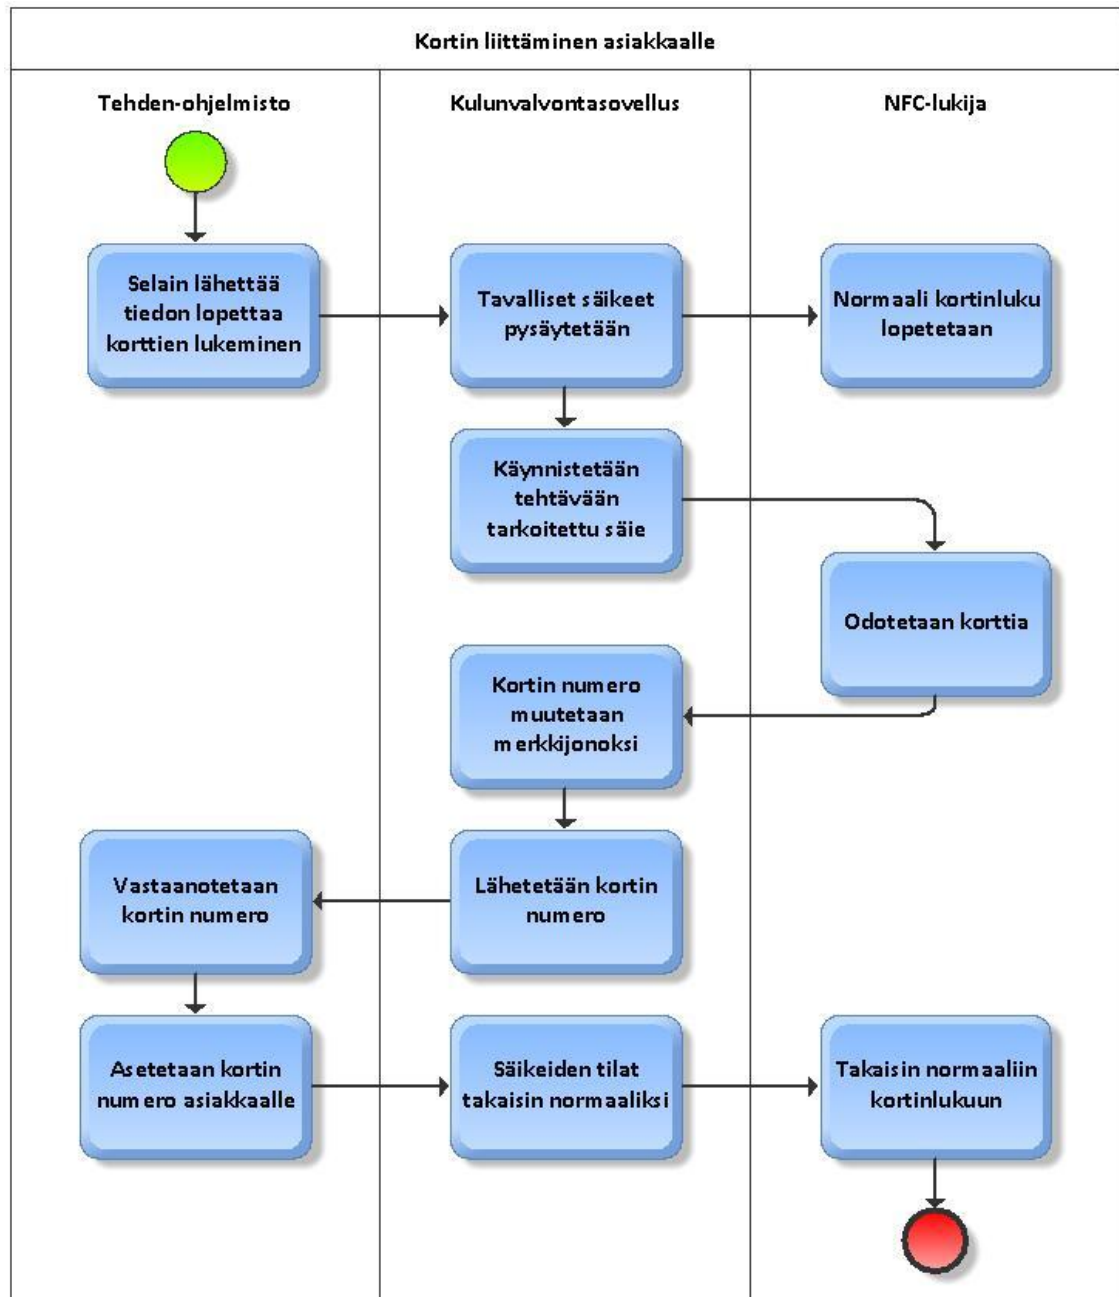 Kortin liittäminen asiakkaalle
Tehden-ohjelmisto
Kulunvalvontasovellus
NFC-lukija
Selain lähettää
tiedon lopettaa
korttien lukeminen
Tavalliset säikeet
pysäytetään
Normaali kortinluku
lopetetaan
Käynnistetään
tehtävään
tarkoitettu säie
Odotetaan korttia
Kortin numero
muutetaan
merkkijonoksi
Vastaanotetaan
kortin numero
Lähetetään kortin
numero
Asetetaan kortin
numero asiakkaalle
Säikeiden tilat
takaisin normaaliksi
Takaisin normaaliin
kortinlukuun